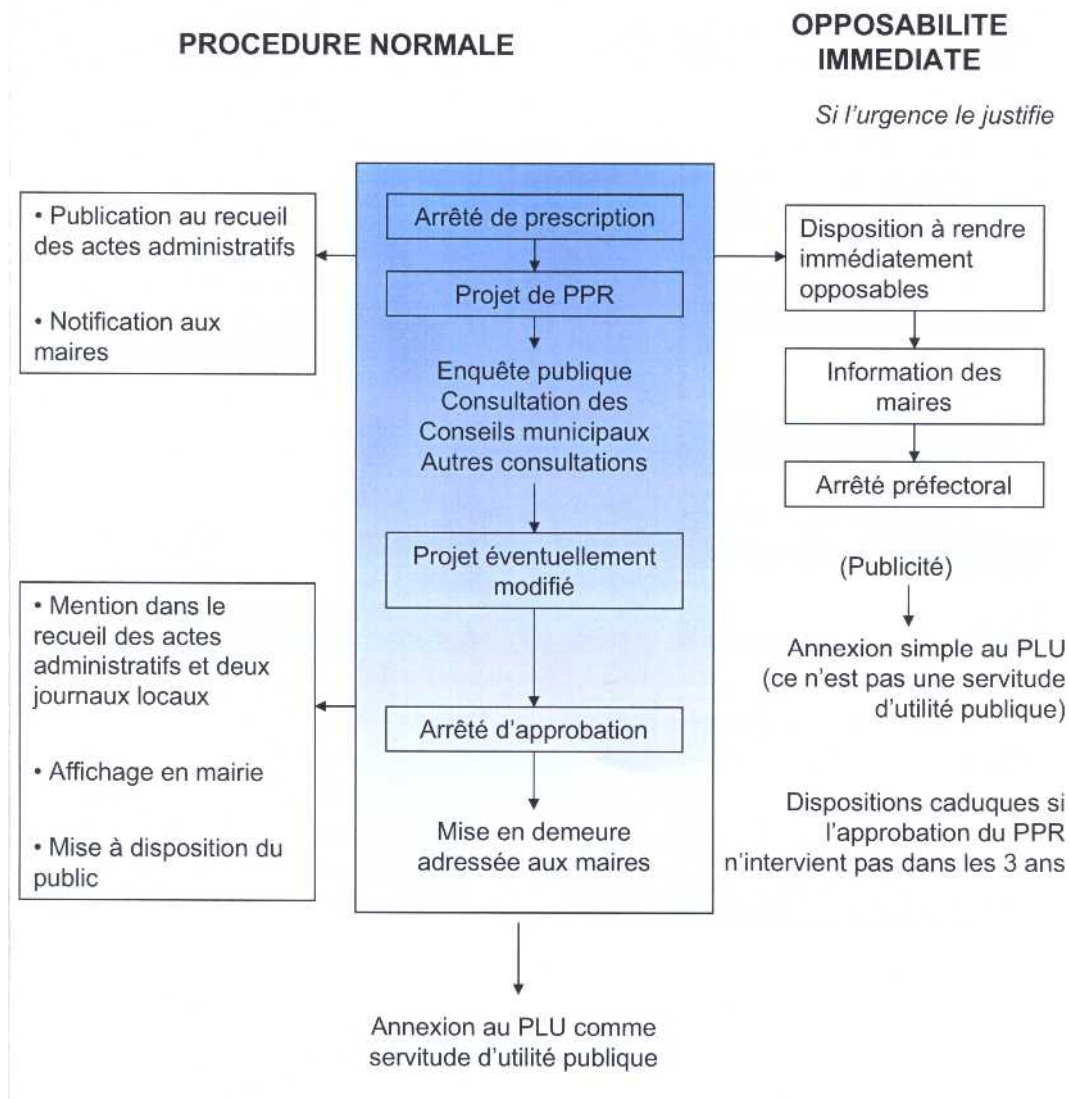 PROCEDURE NORMALE
OPPOSABILITE
IMMEDIATE
Si l'urgence le justifie
• Publication au recueil
des actes administratifs
• Notification aux
maires
Arrêté de prescription
Projet de PPR
Enquête publique
Consultation des
Conseils municipaux
Autres consultations
Projet éventuellement
modifié
Arrêté d'approbation
Mise en demeure
adressée aux maires
• Mention dans le
recueil des actes
administratifs et deux
journaux locaux
• Affichage en mairie
• Mise à disposition du
public
Annexion au PLU comme
servitude d'utilité publique
Disposition à rendre
immédiatement
opposables
Information des
maires
Arrêté préfectoral
(Publicité)
Annexion simple au PLU
(ce n'est pas une servitude
d'utilité publique)
Dispositions caduques si
l'approbation du PPR
n'intervient pas dans les 3 ans